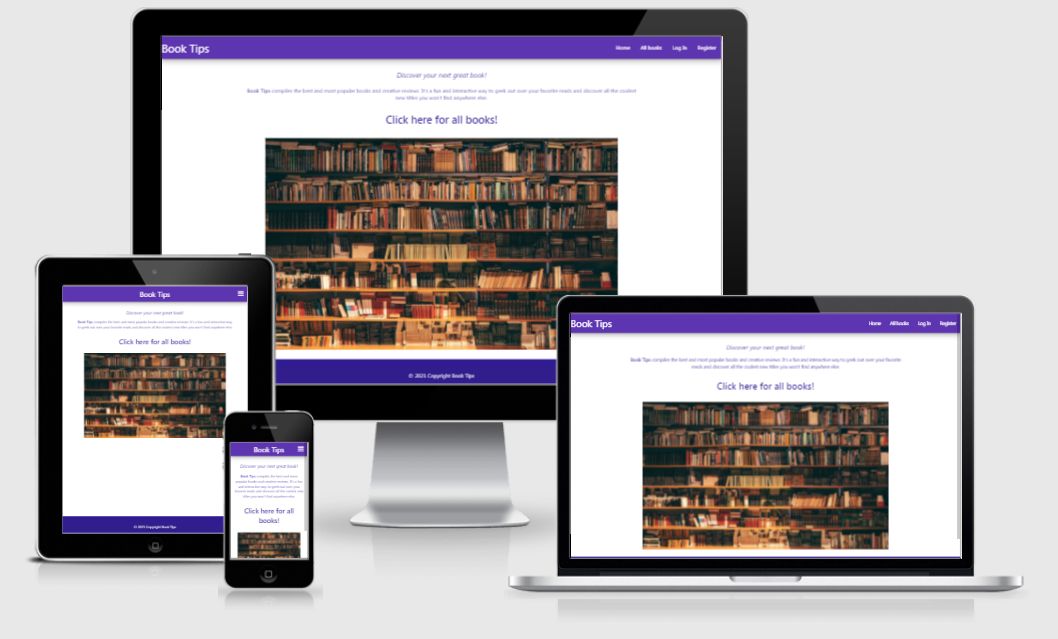 Book Tips
Home All books Log In Register
Discover your next great book!
Book Tips compiles the best and most popular books and creative reviews. It's a fun and interactive way to geek out over your favorite reads and discover all the coolest
new titles you won't find anywhere else.
Click here for all books!
© 2021 Copyright Book Tips
Book Tips
Discover your next great book!
Book Tips compiles the best and most popular books and creative reviews. It's a fun and interactive way
to geek out over your favorite reads and discover all the coolest new titles you won't find anywhere else.
Click here for all books!
© 2021 Copyright Book Tips
Book Tips
Discover your next great book!
Book Tips compiles the best and most
popular books and creative reviews. It's a fun
and interactive way to geek out over your
favorite reads and discover all the coolest new
titles you won't find anywhere else.
Click here for all
books!
Book Tips
Home All books Log In Register
Discover your next great book!
Book Tips compiles the best and most popular books and creative reviews. It's a fun and interactive way to geek out over your favorite
reads and discover all the coolest new titles you won't find anywhere else.
Click here for all books!